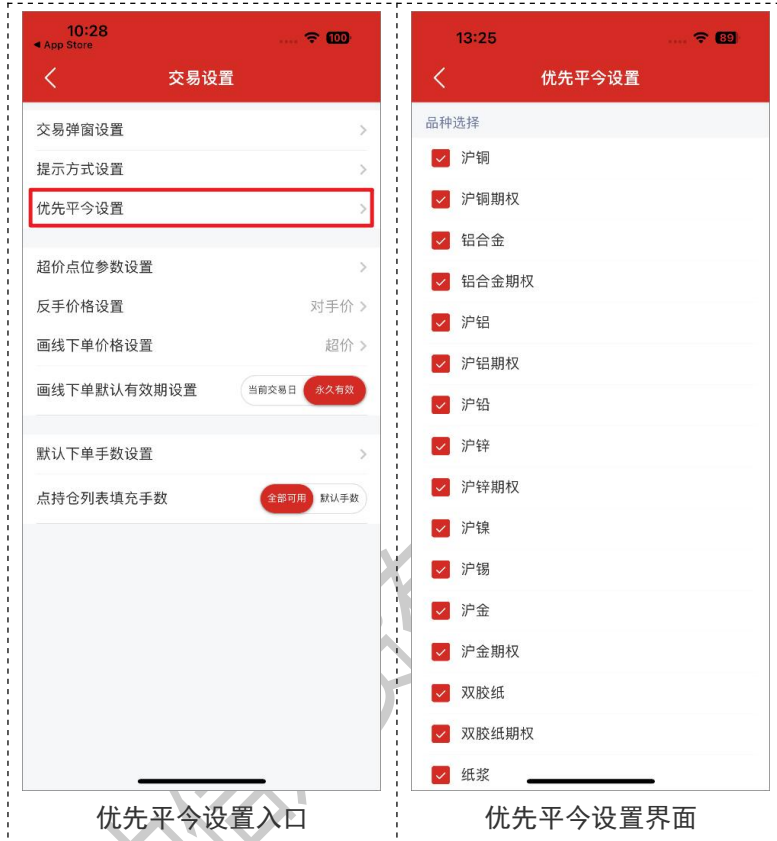 10:28
App Store
100
交易设置
交易弹窗设置
提示方式设置
优先平今设置
超价点位参数设置
反手价格设置
对手价
画线下单价格设置
超价
画线下单默认有效期设置
当前交易日
永久有效
默认下单手数设置
点持仓列表填充手数
全部可用
默认手数
优先平今设置入口
13:25
89
优先平今设置
品种选择
沪铜
沪铜期权
铝合金
铝合金期权
沪铝
沪铝期权
沪铅
沪锌
沪锌期权
沪镍
沪锡
沪金
沪金期权
双胶纸
双胶纸期权
纸浆
优先平今设置界面